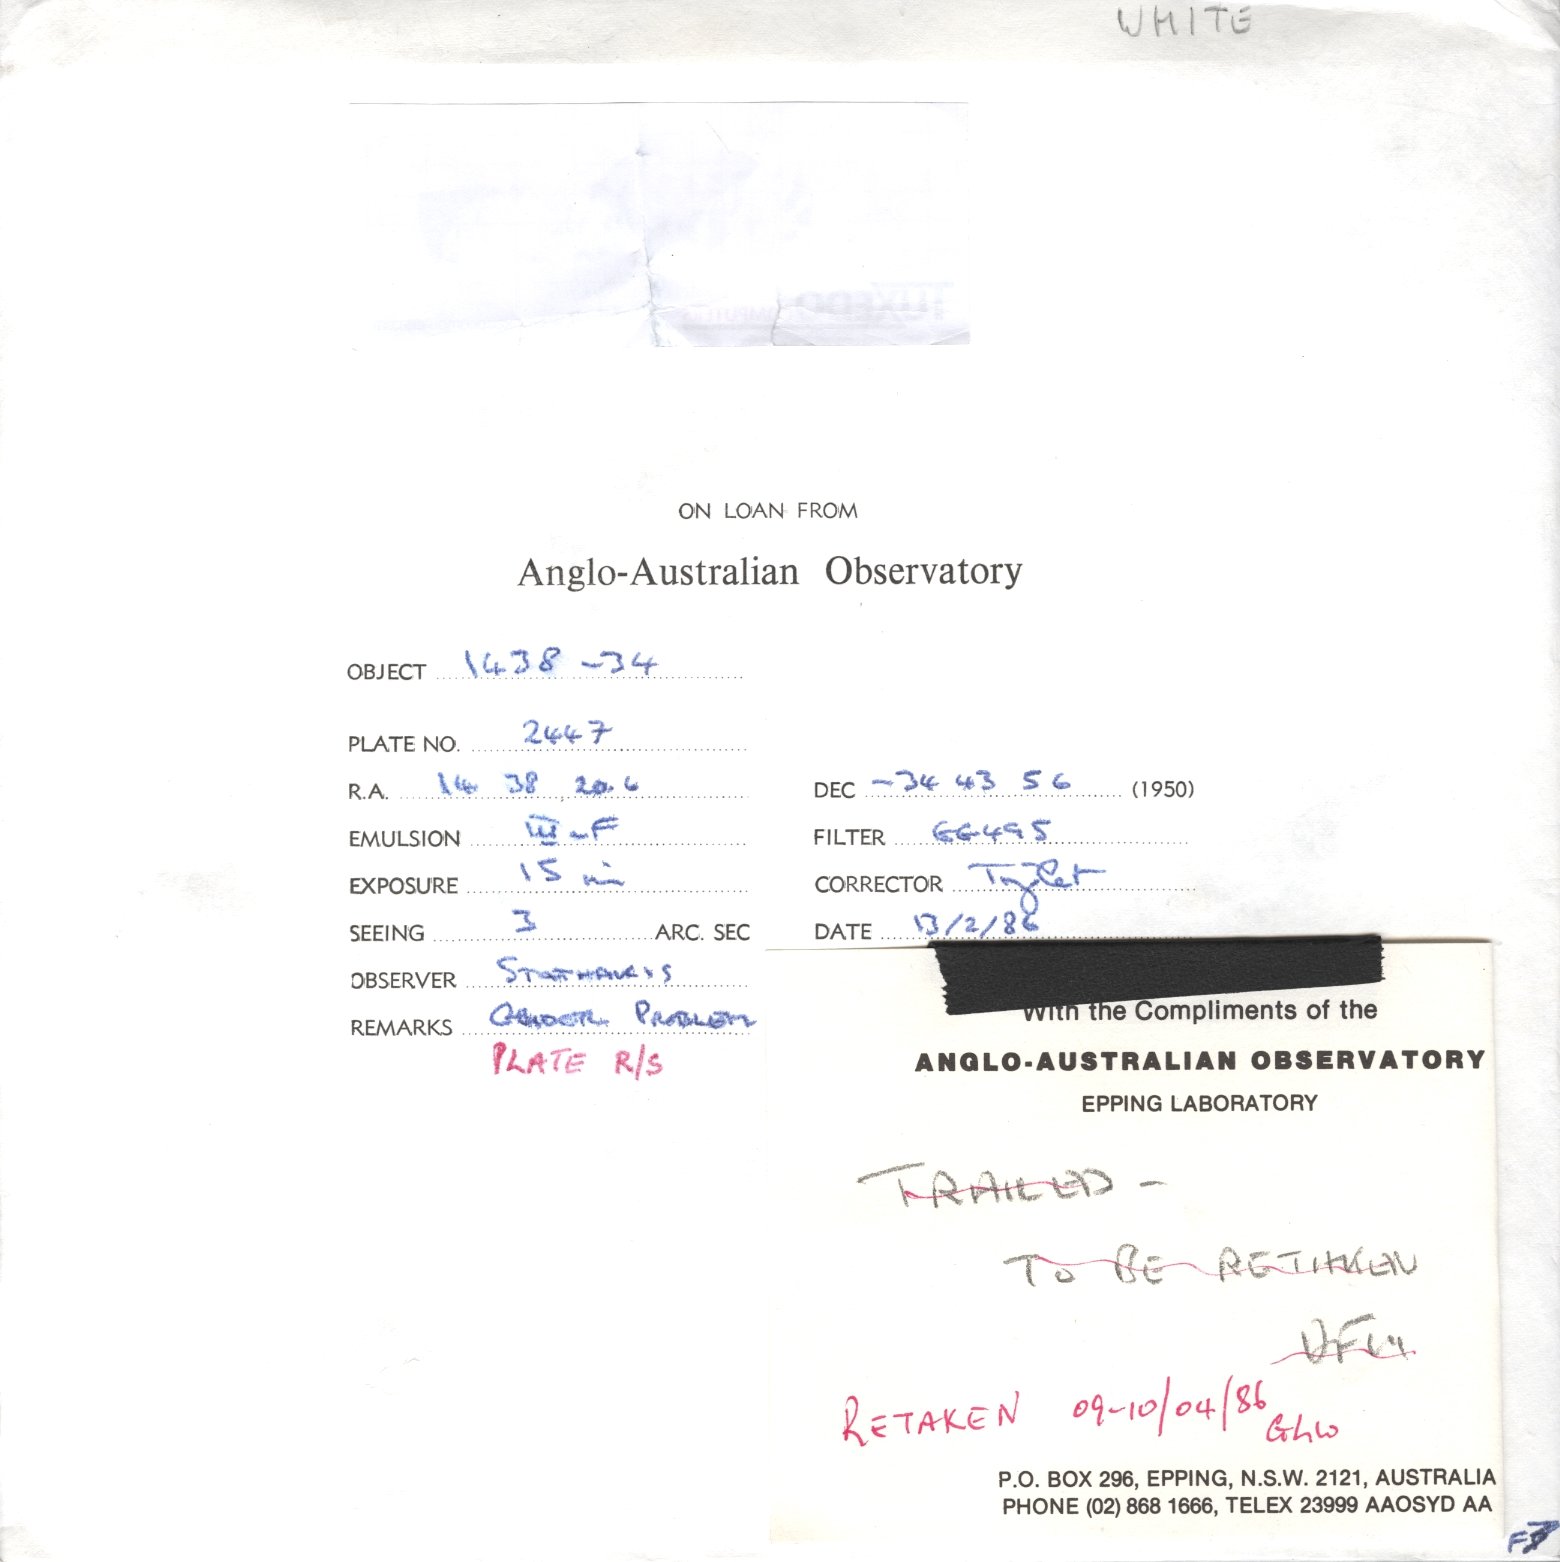 WHITE
ON LOAN FROM
Anglo-Australian Observatory
OBJECT 1438 -34
PLATE NO. 2447
R.A. 14 38 20.6 DEC -34 43 56 (1950)
EMULSION III-F FILTER GG495
EXPOSURE 15 min CORRECTOR Triplet
SEEING 3 ARC. SEC DATE 13/2/86
OBSERVER
REMARKS PROBLEM
PLATE R/S
With the Compliments of the
ANGLO-AUSTRALIAN OBSERVATORY
EPPING LABORATORY
TRAILED -
TO BE RETAKEN
RETAKEN 09-10/04/86
GLW
P.O. BOX 296, EPPING, N.S.W. 2121, AUSTRALIA
PHONE (02) 868 1666, TELEX 23999 AAOSYD AA